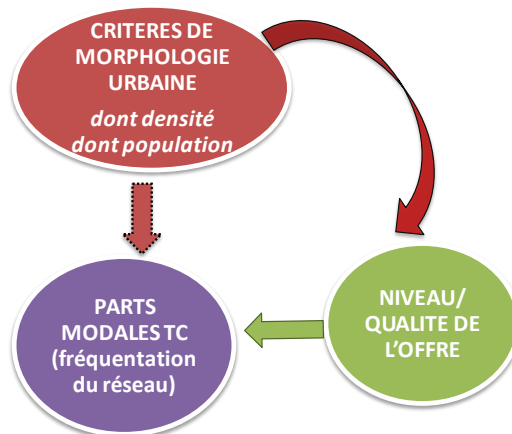 CRITERES DE
MORPHOLOGIE
URBAINE
dont densité
dont population
PARTS
MODALES TC
(fréquentation
du réseau)
NIVEAU/
QUALITE DE
L'OFFRE